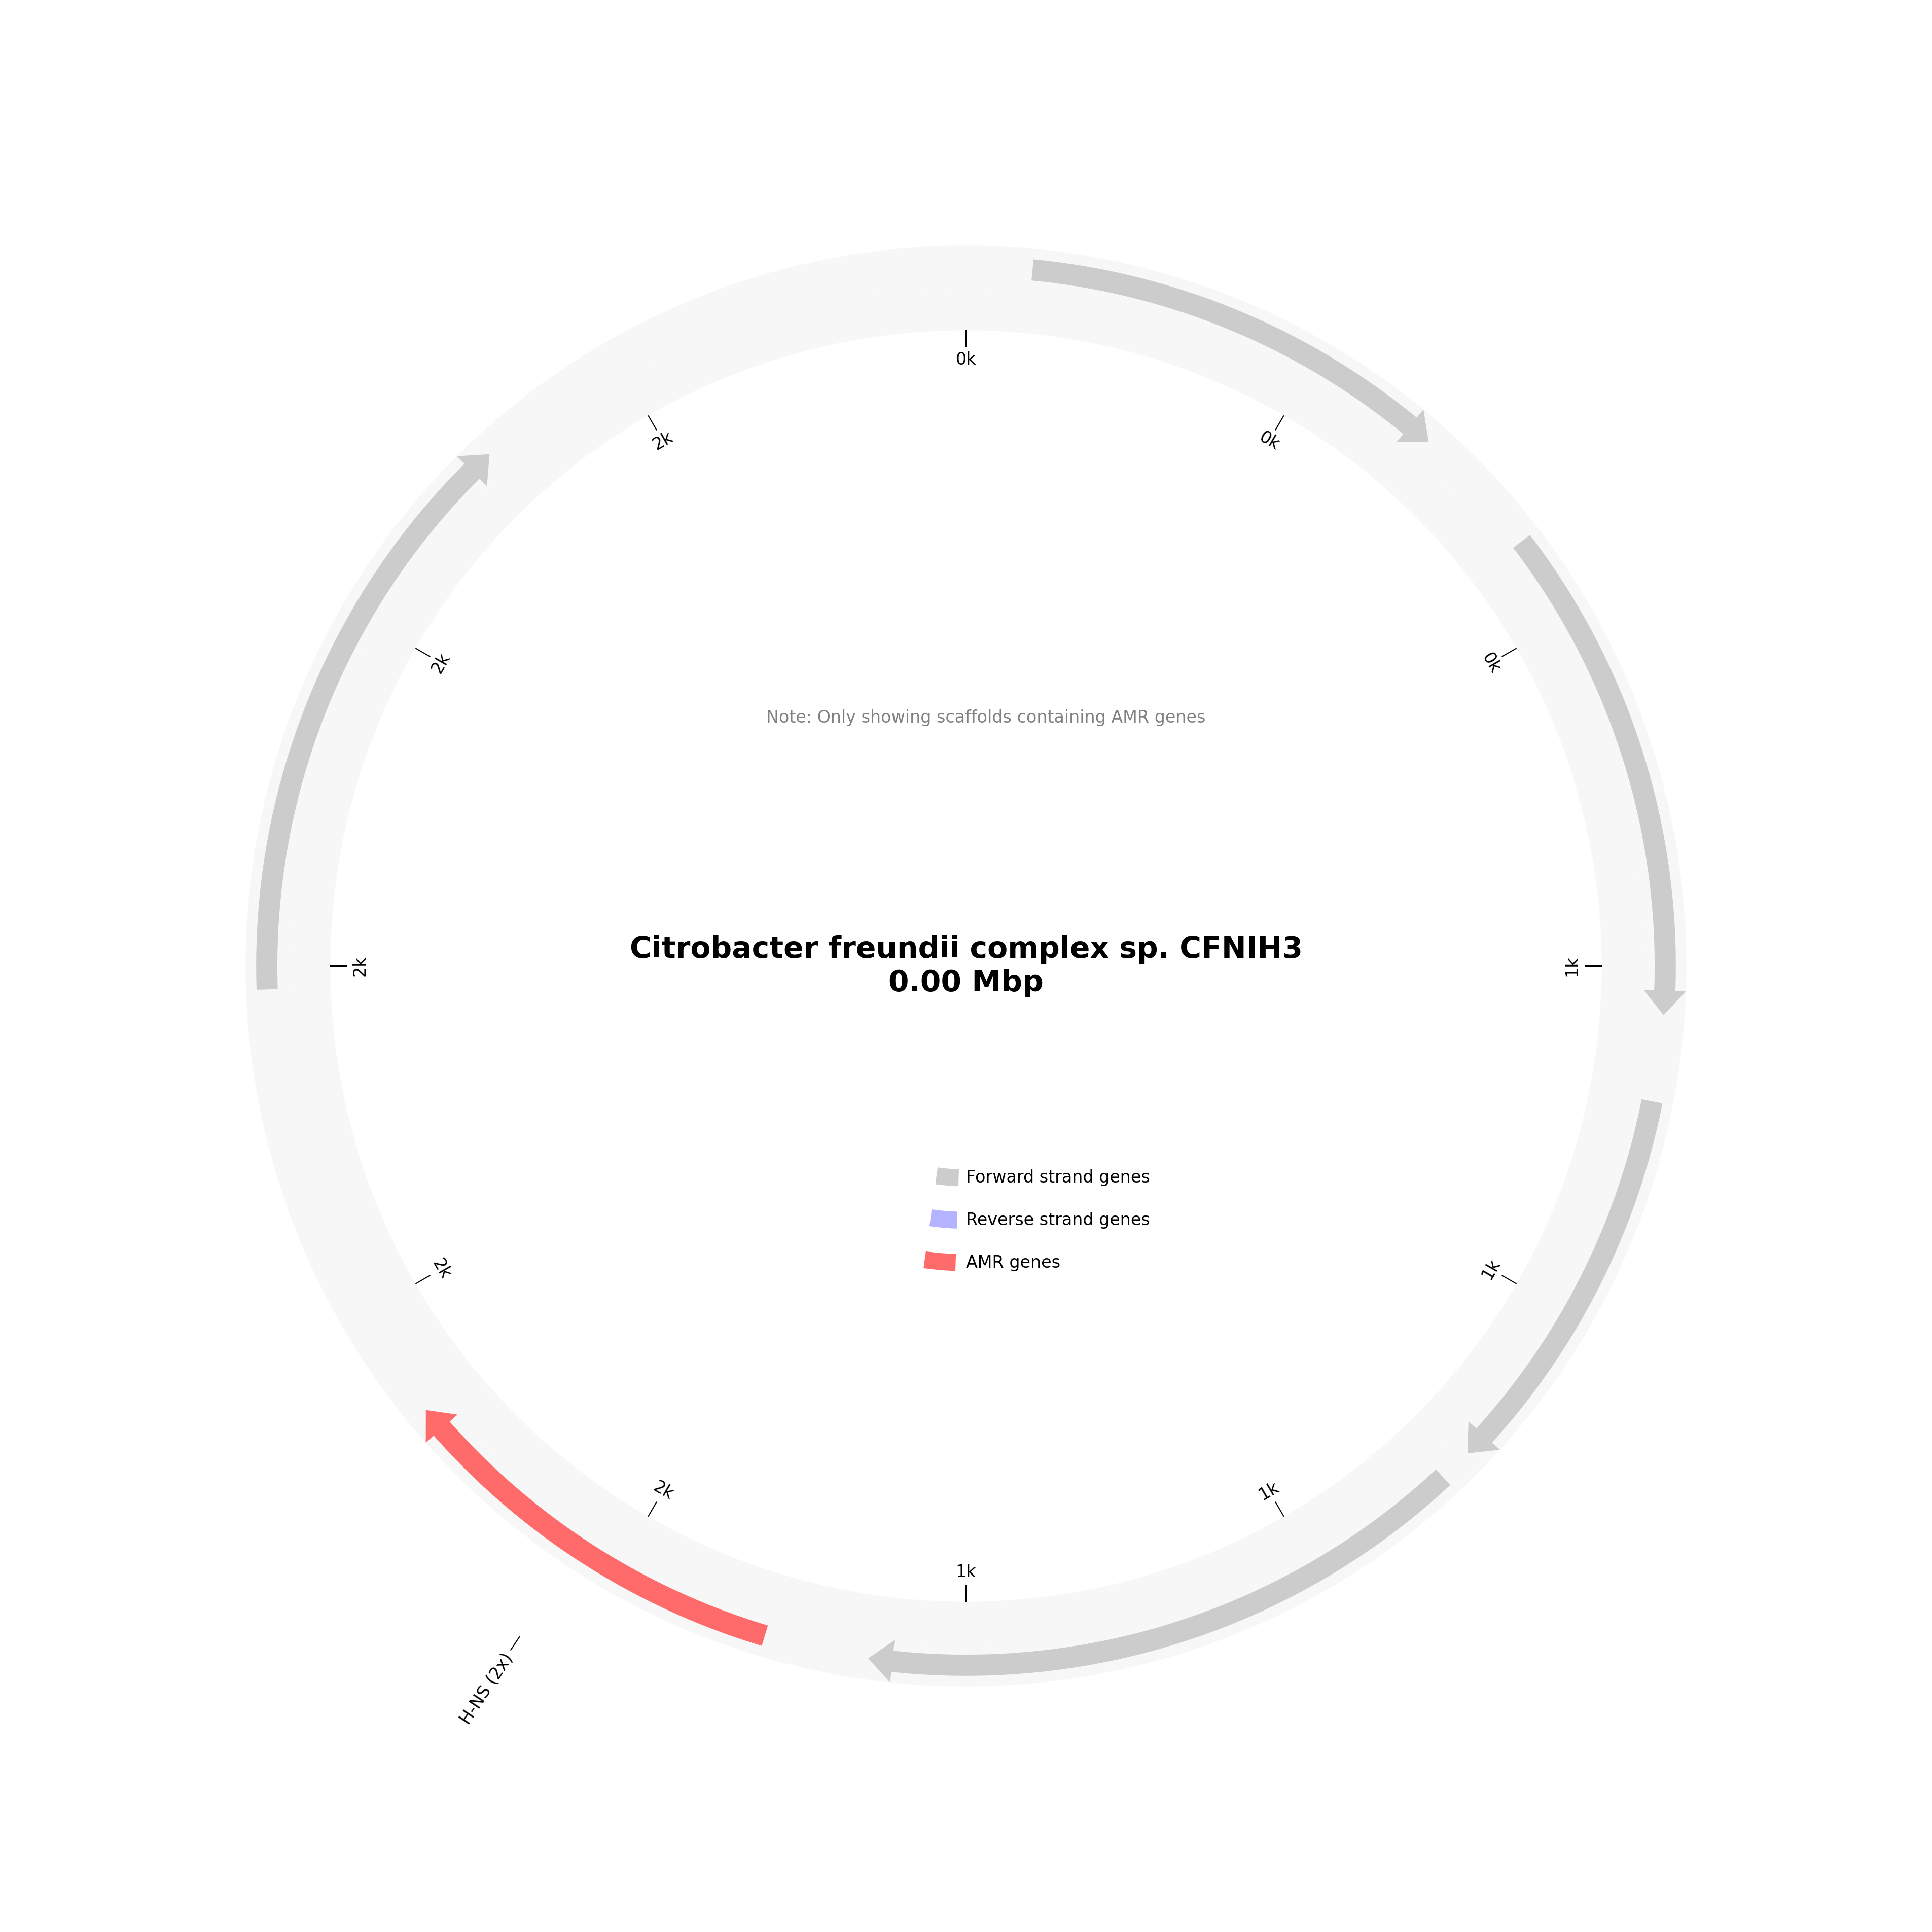 0k
0k
0k
1k
1k
1k
1k
2k
2k
2k
2k
2k
Note: Only showing scaffolds containing AMR genes
Citrobacter freundii complex sp. CFNIH3
0.00 Mbp
Forward strand genes
Reverse strand genes
AMR genes
H-NS (2x)